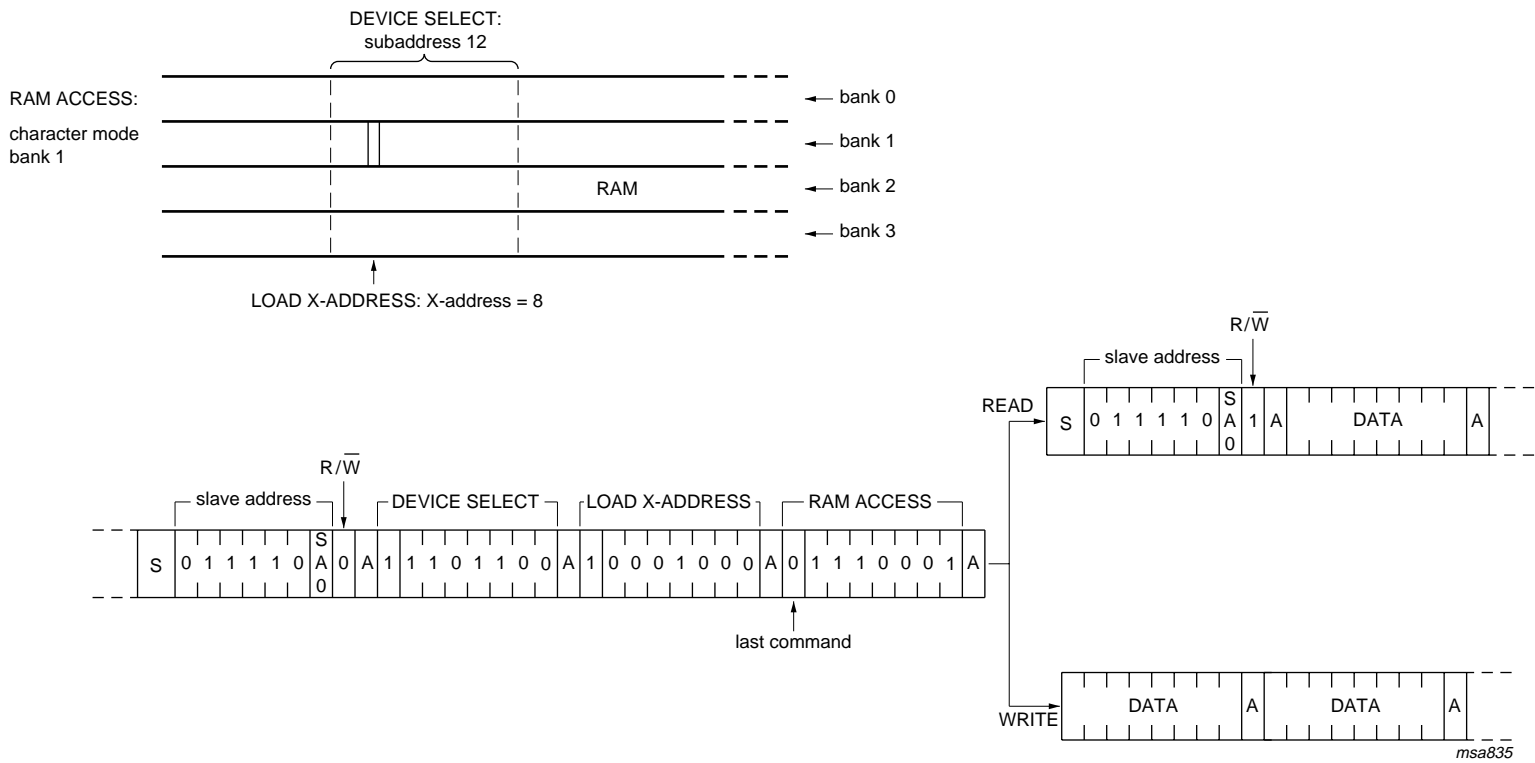 DEVICE SELECT:
subaddress 12
RAM ACCESS:
bank 0
character mode
bank 1
bank 1
RAM
bank 2
bank 3
LOAD X-ADDRESS: X-address = 8
R/W̅
slave address
READ
S 0 1 1 1 1 0 SA0 1 A DATA A
R/W̅
slave address DEVICE SELECT LOAD X-ADDRESS RAM ACCESS
S 0 1 1 1 1 0 SA0 0 A 1 1 1 0 1 1 0 0 A 1 0 0 0 1 0 0 0 A 0 1 1 1 0 0 0 1 A
last command
WRITE
DATA A DATA A
msa835